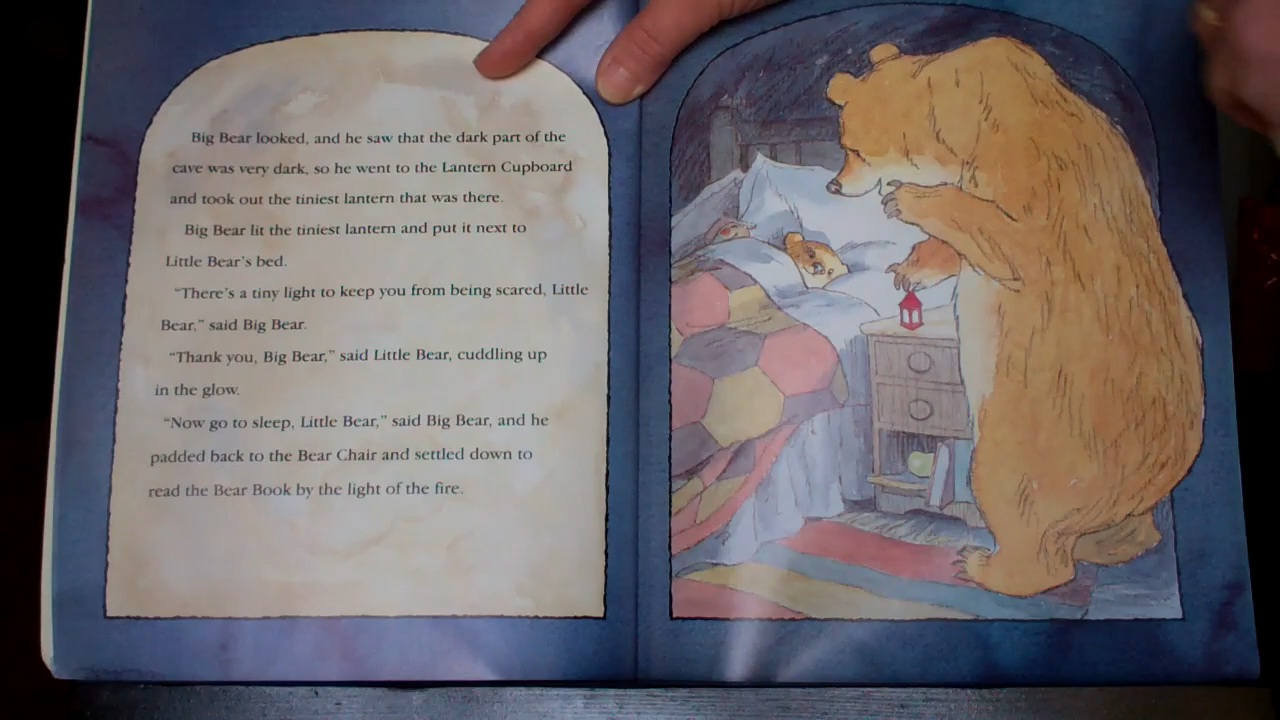 Big Bear looked, and he saw that the dark part of the
cave was very dark, so he went to the Lantern Cupboard
and took out the tiniest lantern that was there.
Big Bear lit the tiniest lantern and put it next to
Little Bear's bed.
"There's a tiny light to keep you from being scared, Little
Bear," said Big Bear.
"Thank you, Big Bear," said Little Bear, cuddling up
in the glow.
"Now go to sleep, Little Bear," said Big Bear, and he
padded back to the Bear Chair and settled down to
read the Bear Book by the light of the fire.